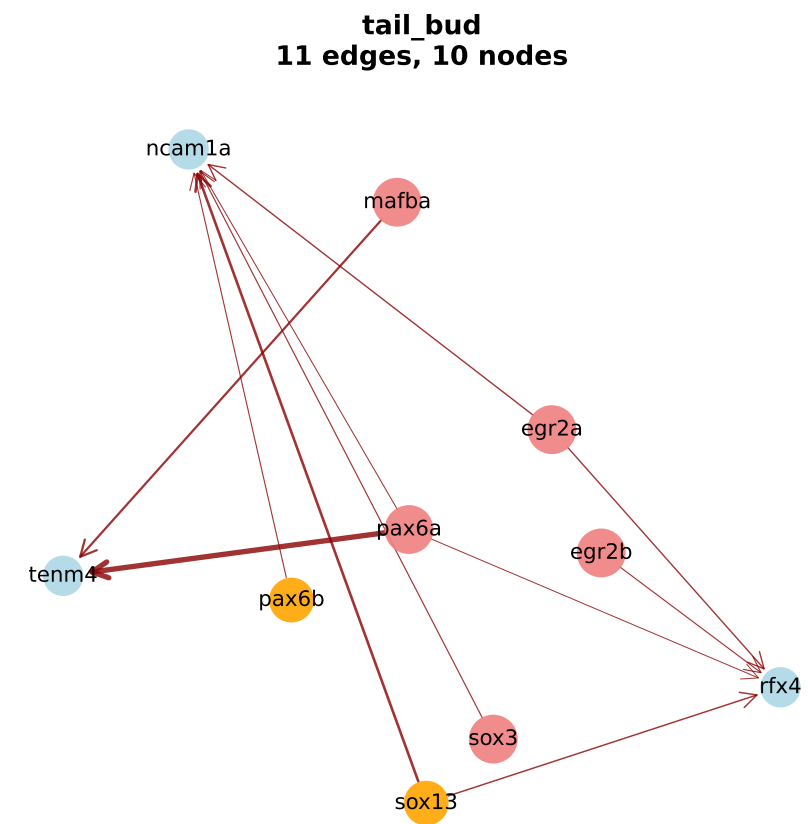 tail_bud
11 edges, 10 nodes
ncam1a
mafba
egr2a
pax6a
egr2b
tenm4
pax6b
rfx4
sox3
sox13